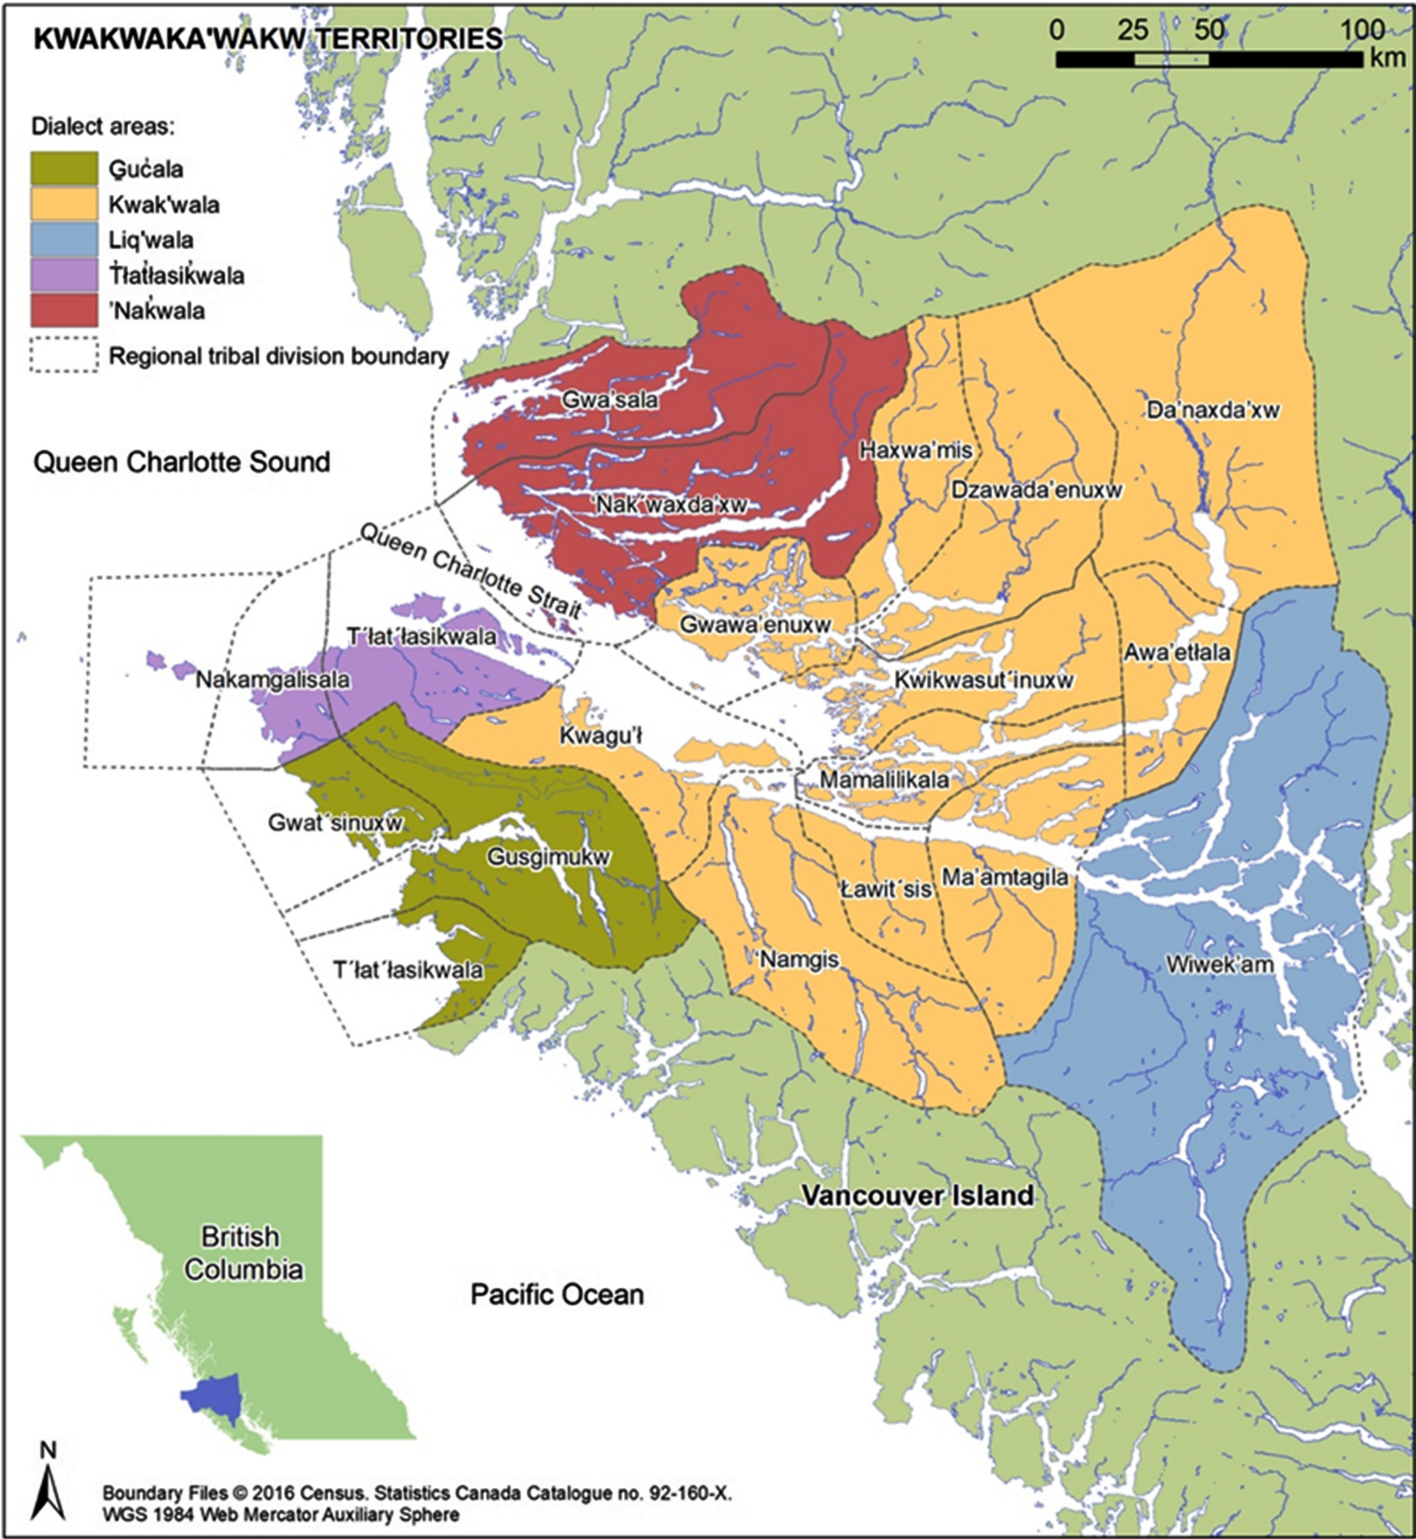 KWAKWAKA'WAKW TERRITORIES
0 25 50 100
km
Dialect areas:
G̱uc̓ala
Kwak'wala
Liq'wala
T̓łat̓łasik̓wala
'Nak̓wala
Regional tribal division boundary
Gwa'sala
Da'naxda'xw
Haxwa'mis
Queen Charlotte Sound
Dzawada'enuxw
'Nak´waxda'xw
Queen Charlotte Strait
Gwawa'enuxw
T´łat´łasikwala
Awa'etłala
Nakamgalisala
Kwikwasut´inuxw
Kwagu'ł
Mamalilikala
Gwat´sinuxw
Gusgimukw
Ławit´sis
Ma'amtagila
'Namgis
Wiwek'am
T´łat´łasikwala
Vancouver Island
British
Columbia
Pacific Ocean
N
Boundary Files © 2016 Census. Statistics Canada Catalogue no. 92-160-X.
WGS 1984 Web Mercator Auxiliary Sphere